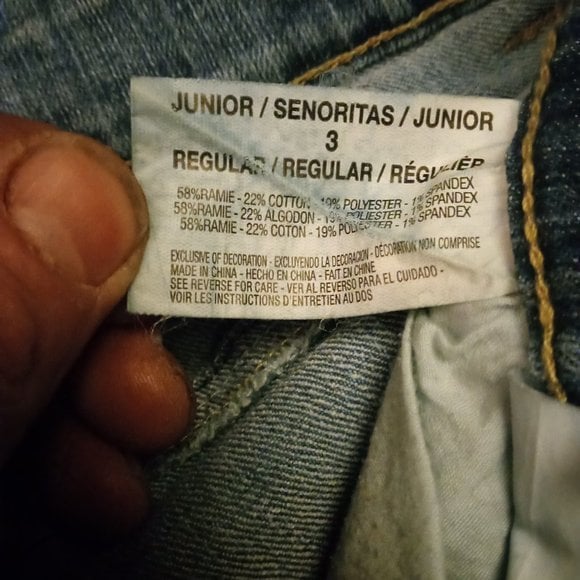 JUNIOR / SENORITAS / JUNIOR
3
REGULAR / REGULAR / RÉGULIÈR
58%RAMIE - 22% COTTON - 19% POLYESTER - 1% SPANDEX
58%RAMIE - 22% ALGODON - 19% POLIESTER - 1% SPANDEX
58%RAMIE - 22% COTON - 19% POLYESTER - 1% SPANDEX
EXCLUSIVE OF DECORATION - EXCLUYENDO LA DECORACION - DÉCORATION NON COMPRISE
MADE IN CHINA - HECHO EN CHINA - FAIT EN CHINE
SEE REVERSE FOR CARE - VER AL REVERSO PARA EL CUIDADO -
VOIR LES INSTRUCTIONS D'ENTRETIEN AU DOS